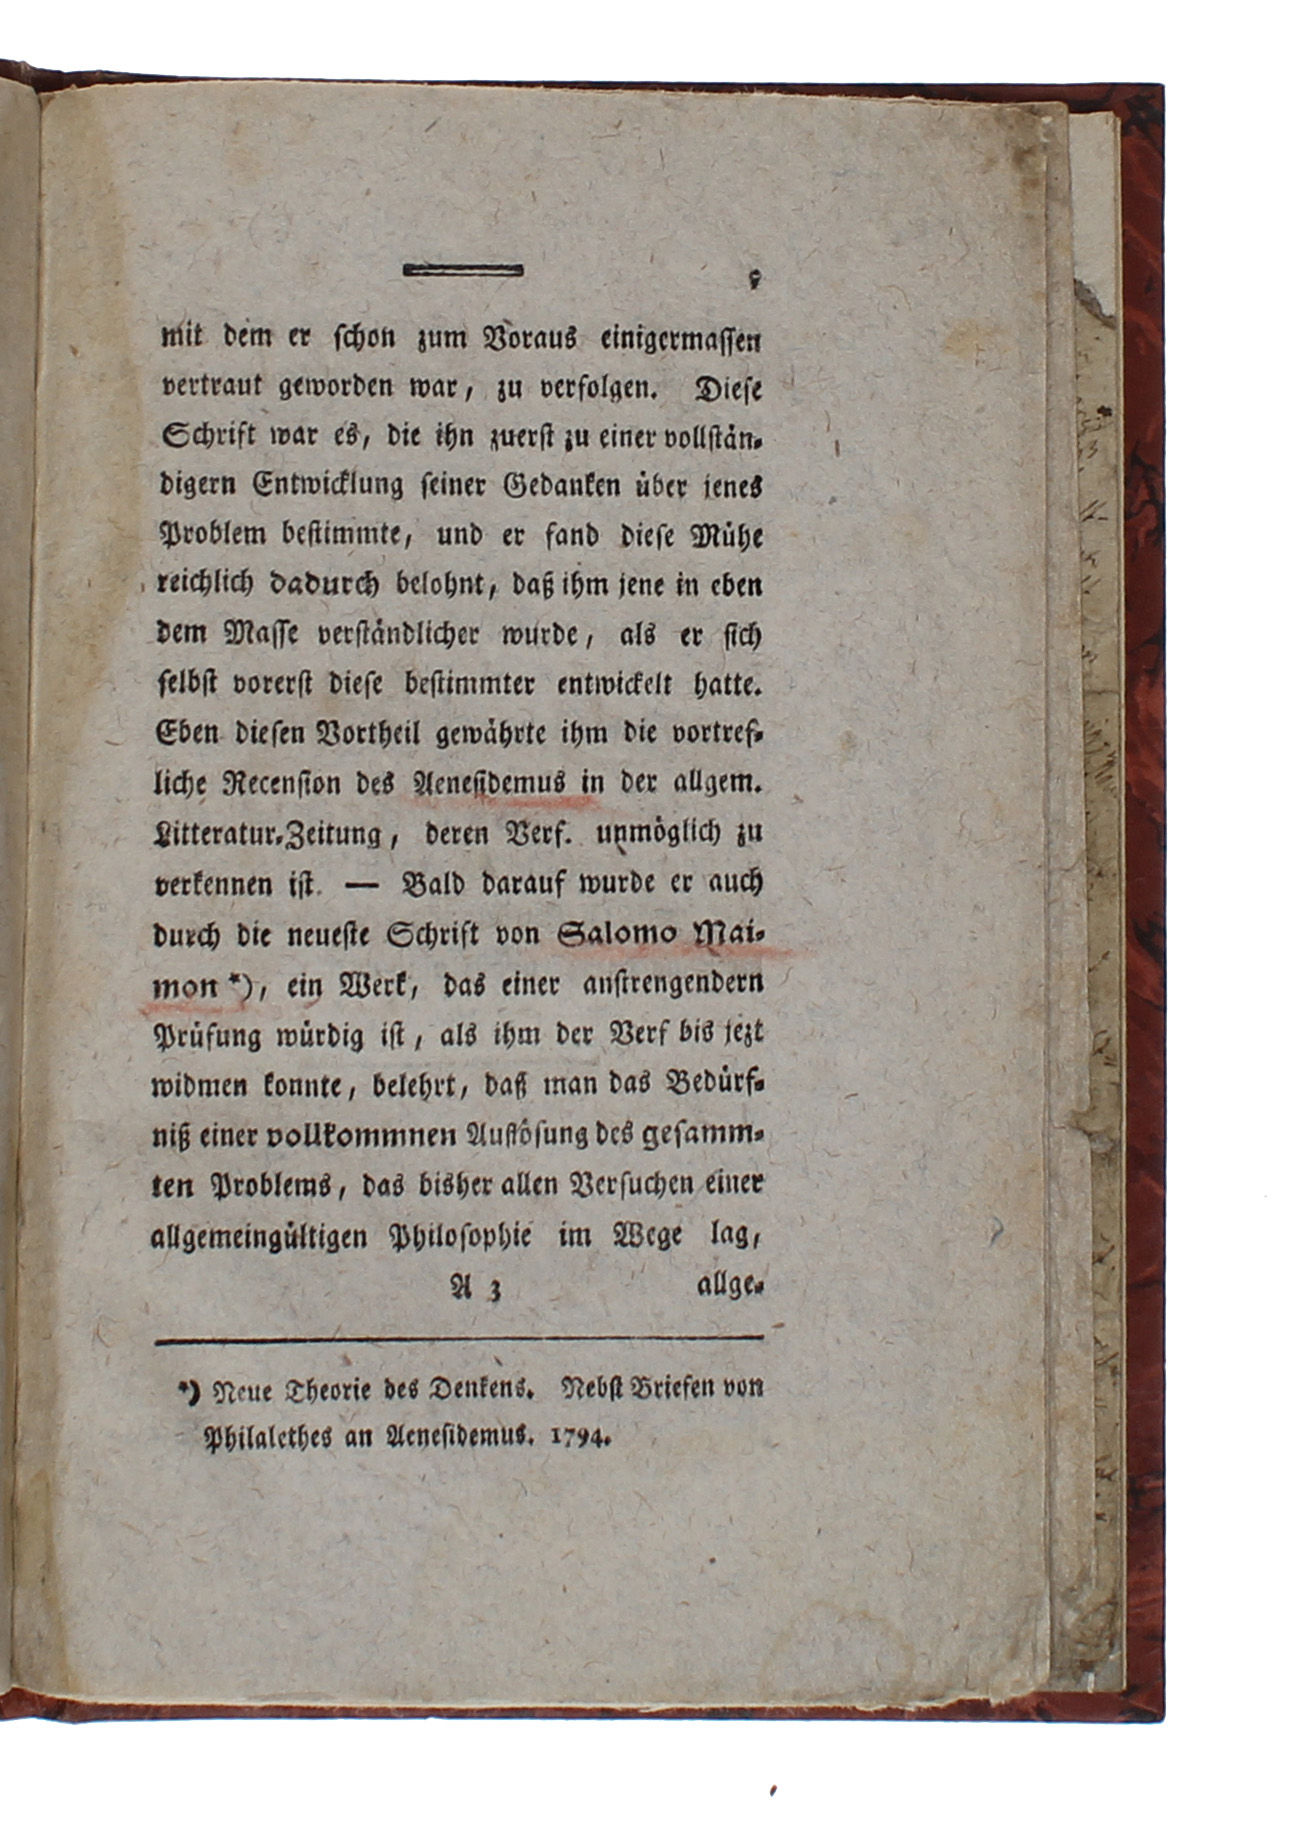 5
mit dem er schon zum Voraus einigermassen
vertraut geworden war, zu verfolgen. Diese
Schrift war es, die ihn zuerst zu einer vollstän-
digern Entwicklung seiner Gedanken über jenes
Problem bestimmte, und er fand diese Mühe
reichlich dadurch belohnt, daß ihm jene in eben
dem Masse verständlicher wurde, als er sich
selbst vorerst diese bestimmter entwickelt hatte.
Eben diesen Vortheil gewährte ihm die vortref-
liche Recension des Aenesidemus in der allgem.
Litteratur-Zeitung, deren Verf. unmöglich zu
verkennen ist. — Bald darauf wurde er auch
durch die neueste Schrift von Salomo Mai-
mon *), ein Werk, das einer anstrengendern
Prüfung würdig ist, als ihm der Verf bis jezt
widmen konnte, belehrt, daß man das Bedürf-
niß einer vollkommnen Auflösung des gesamm-
ten Problems, das bisher allen Versuchen einer
allgemeingültigen Philosophie im Wege lag,
A 3 allge-
*) Neue Theorie des Denkens. Nebst Briefen von
Philalethes an Aenesidemus. 1794.